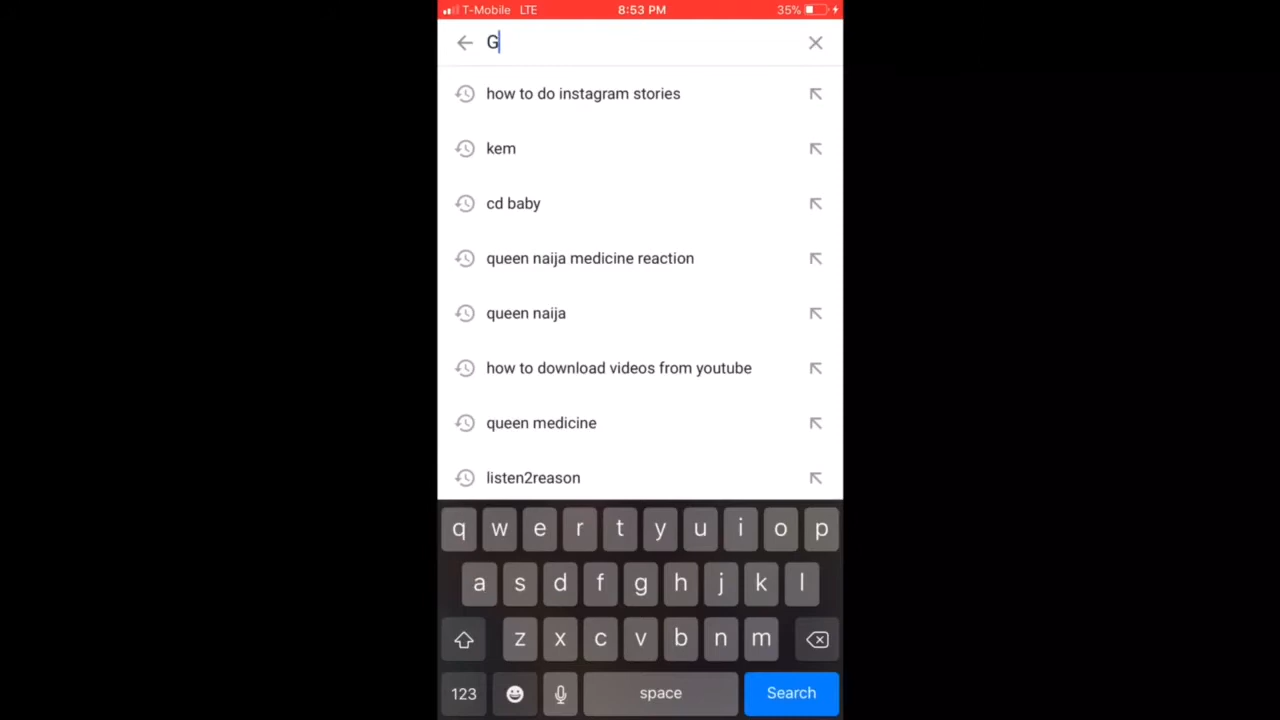 T-Mobile LTE 8:53 PM 35%
G
how to do instagram stories
kem
cd baby
queen naija medicine reaction
queen naija
how to download videos from youtube
queen medicine
listen2reason
q w e r t y u i o p
a s d f g h j k l
z x c v b n m
123 space Search